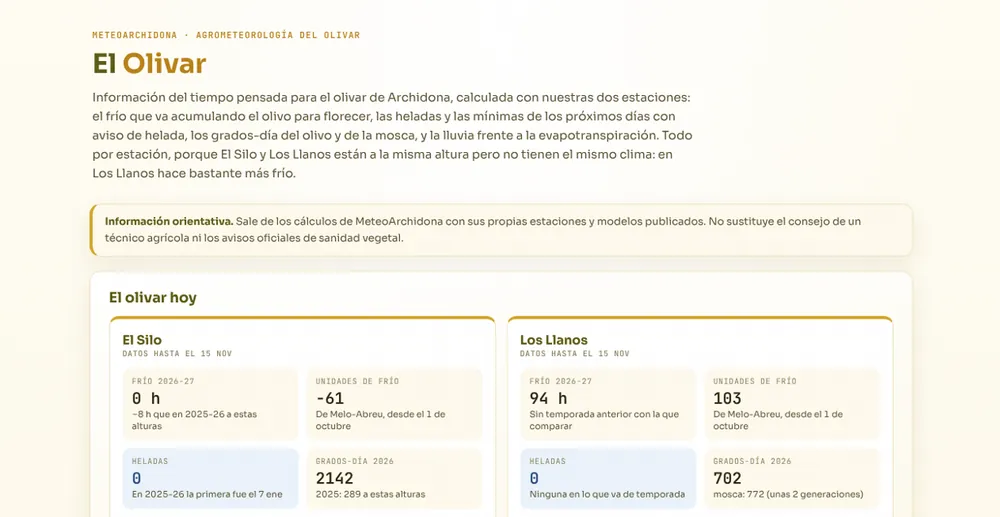 METEOARCHIDONA · AGROMETEOROLOGÍA DEL OLIVAR
El Olivar
Información del tiempo pensada para el olivar de Archidona, calculada con nuestras dos estaciones:
el frío que va acumulando el olivo para florecer, las heladas y las mínimas de los próximos días con
aviso de helada, los grados-día del olivo y de la mosca, y la lluvia frente a la evapotranspiración. Todo
por estación, porque El Silo y Los Llanos están a la misma altura pero no tienen el mismo clima: en
Los Llanos hace bastante más frío.
Información orientativa. Sale de los cálculos de MeteoArchidona con sus propias estaciones y modelos publicados. No sustituye el consejo de un
técnico agrícola ni los avisos oficiales de sanidad vegetal.
El olivar hoy
El Silo
DATOS HASTA EL 15 NOV
FRÍO 2026-27
0 h
−8 h que en 2025-26 a estas
alturas
UNIDADES DE FRÍO
-61
De Melo-Abreu, desde el 1 de
octubre
HELADAS
0
En 2025-26 la primera fue el 7 ene
GRADOS-DÍA 2026
2142
2025: 289 a estas alturas
Los Llanos
DATOS HASTA EL 15 NOV
FRÍO 2026-27
94 h
Sin temporada anterior con la que
comparar
UNIDADES DE FRÍO
103
De Melo-Abreu, desde el 1 de
octubre
HELADAS
0
Ninguna en lo que va de temporada
GRADOS-DÍA 2026
702
mosca: 772 (unas 2 generaciones)